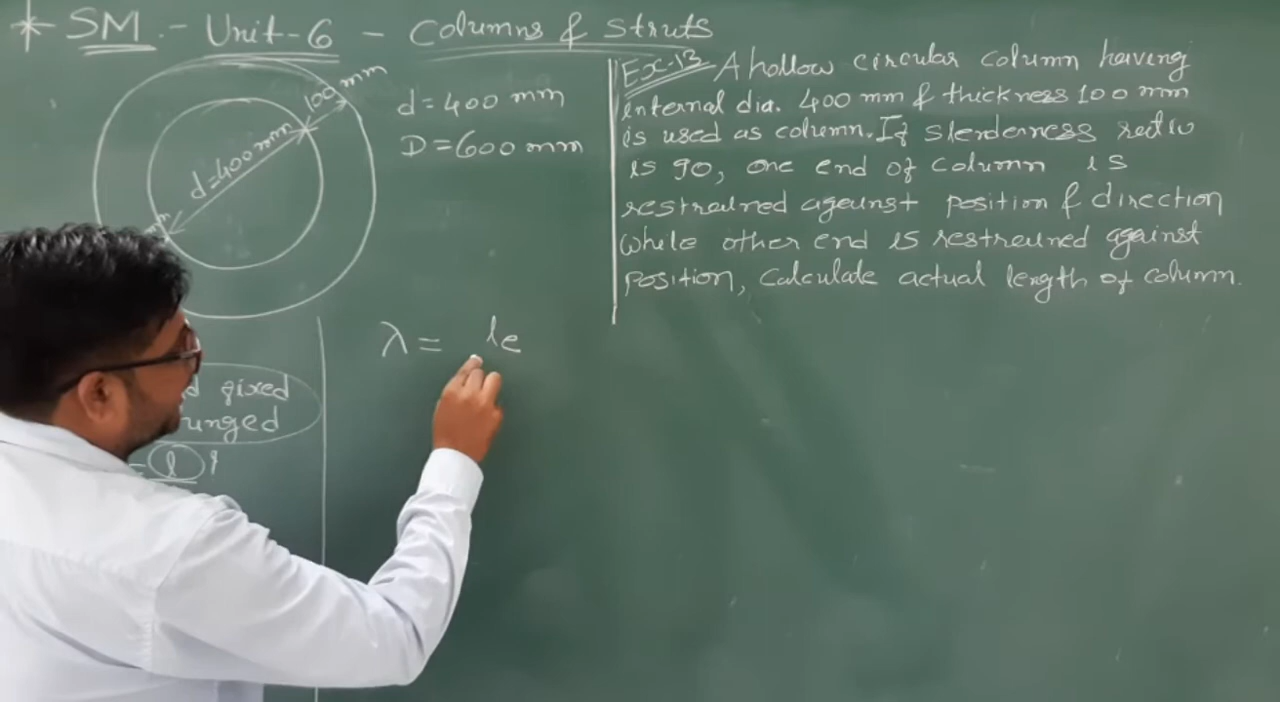 * SM. - Unit-6 - Columns & Struts
100 mm
d=400 mm
d = 400 mm
D = 600 mm
Ex-13 A hollow circular column having
internal dia. 400 mm & thickness 100 mm
is used as column. If slenderness ratio
is 90, one end of column is
restrained against position & direction
while other end is restrained against
position, Calculate actual length of column.
λ = le
fixed
= l